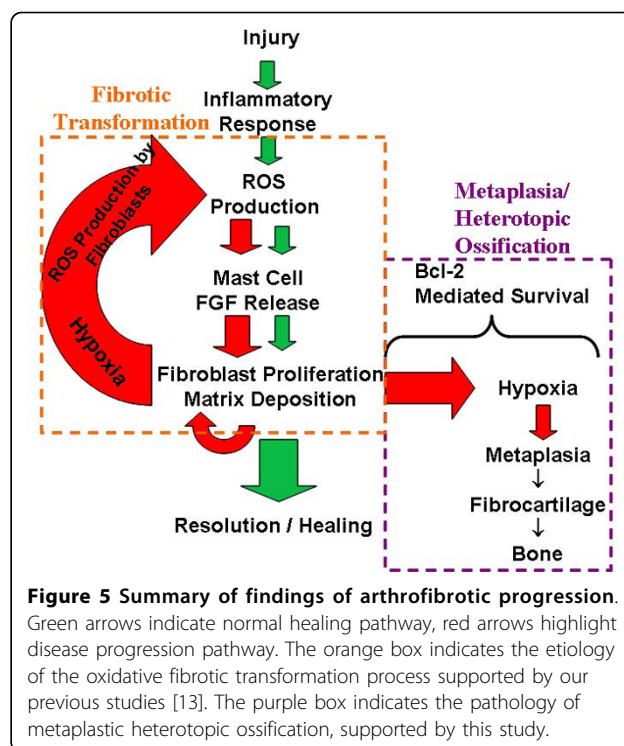 Injury
Fibrotic
Transformation
Inflammatory
Response
ROS
Production
ROS Production by
Fibroblasts
Hypoxia
Mast Cell
FGF Release
Fibroblast Proliferation
Matrix Deposition
Resolution / Healing
Metaplasia/
Heterotopic
Ossification
Bcl-2
Mediated Survival
Hypoxia
Metaplasia
Fibrocartilage
Bone
Figure 5 Summary of findings of arthrofibrotic progression.
Green arrows indicate normal healing pathway, red arrows highlight
disease progression pathway. The orange box indicates the etiology
of the oxidative fibrotic transformation process supported by our
previous studies [13]. The purple box indicates the pathology of
metaplastic heterotopic ossification, supported by this study.